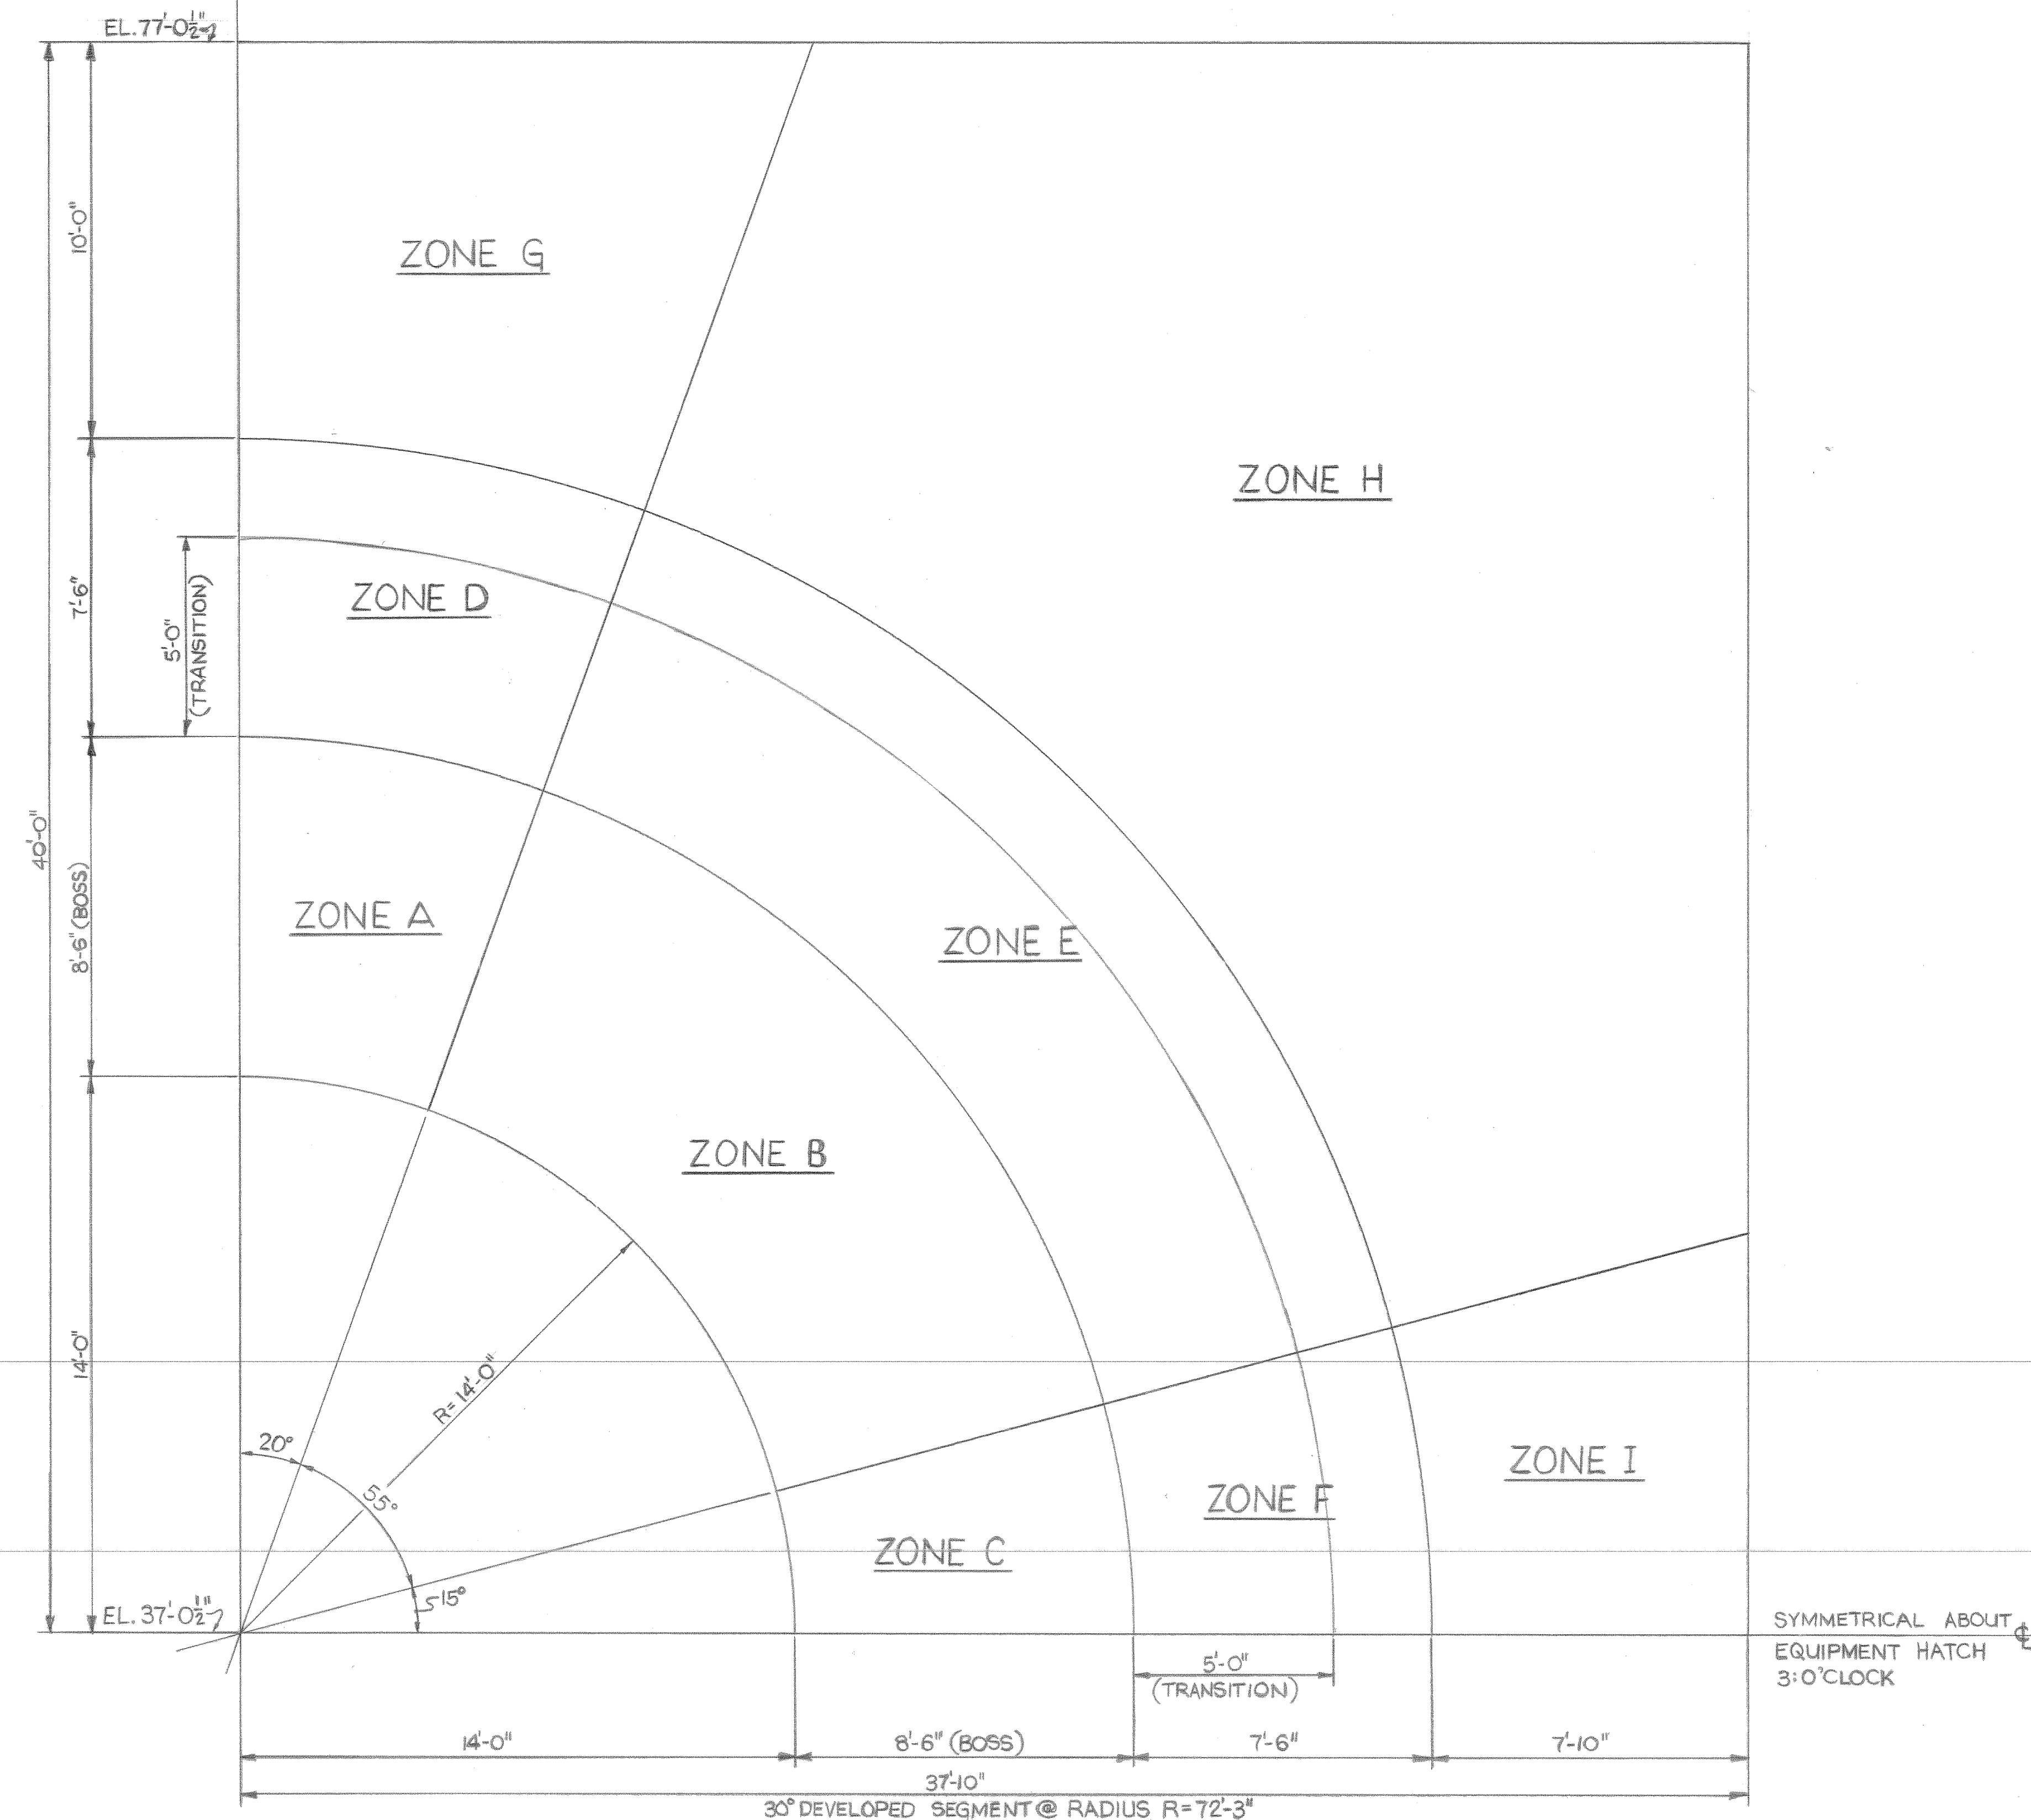 EL. 77'-0½"
10'-0"
ZONE G
ZONE H
7'-6"
5'-0"
(TRANSITION)
ZONE D
40'-0"
8'-6" (BOSS)
ZONE A
ZONE E
ZONE B
14'-0"
R=14'-0"
20°
55°
15°
ZONE I
ZONE F
ZONE C
EL. 37'-0½"
SYMMETRICAL ABOUT ℄
EQUIPMENT HATCH
3:0'CLOCK
5'-0"
(TRANSITION)
14'-0"
8'-6" (BOSS)
7'-6"
7'-10"
37'-10"
30° DEVELOPED SEGMENT @ RADIUS R=72'-3"